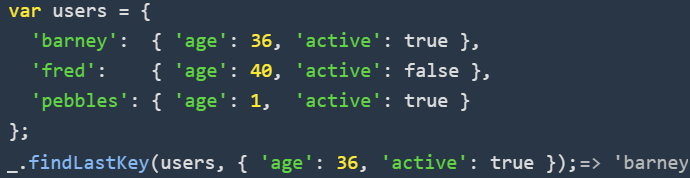 var users = {
'barney': { 'age': 36, 'active': true },
'fred': { 'age': 40, 'active': false },
'pebbles': { 'age': 1, 'active': true }
};
_.findLastKey(users, { 'age': 36, 'active': true });=> 'barney